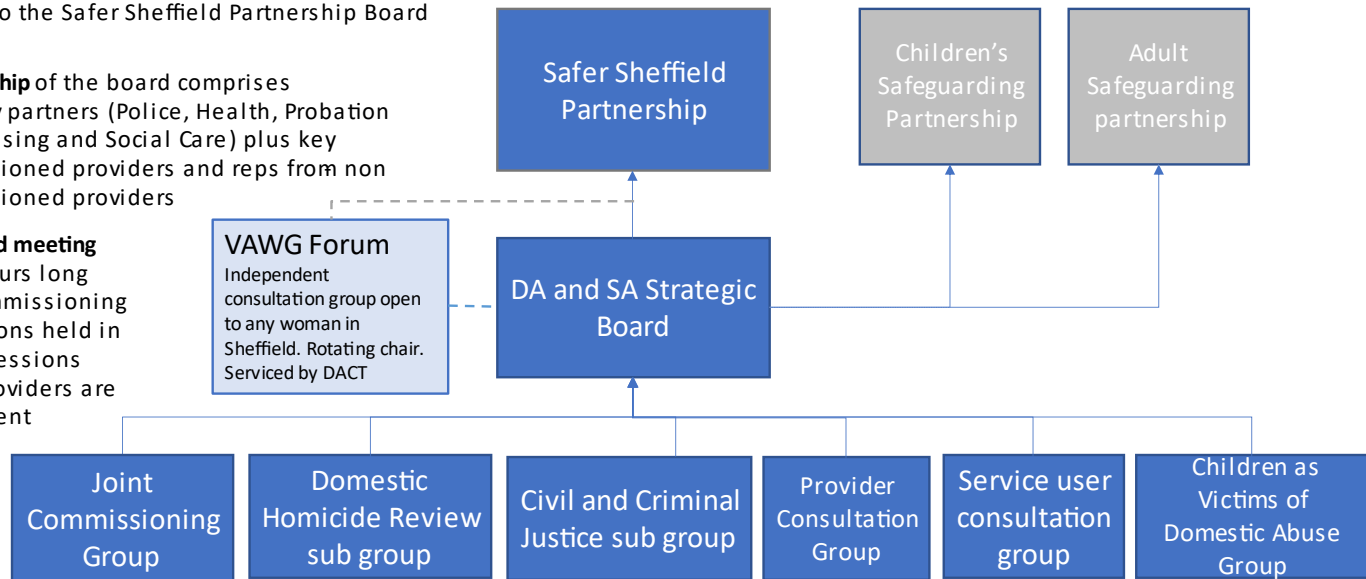 o the Safer Sheffield Partnership Board
ship of the board comprises
y partners (Police, Health, Probation
sing and Social Care) plus key
sioned providers and reps from non
sioned providers
d meeting
urs long
mmissioning
ons held in
essions
oviders are
ent
Safer Sheffield
Partnership
Children’s
Safeguarding
Partnership
Adult
Safeguarding
partnership
VAWG Forum
Independent
consultation group open
to any woman in
Sheffield. Rotating chair.
Serviced by DACT
DA and SA Strategic
Board
Joint
Commissioning
Group
Domestic
Homicide Review
sub group
Civil and Criminal
Justice sub group
Provider
Consultation
Group
Service user
consultation
group
Children as
Victims of
Domestic Abuse
Group